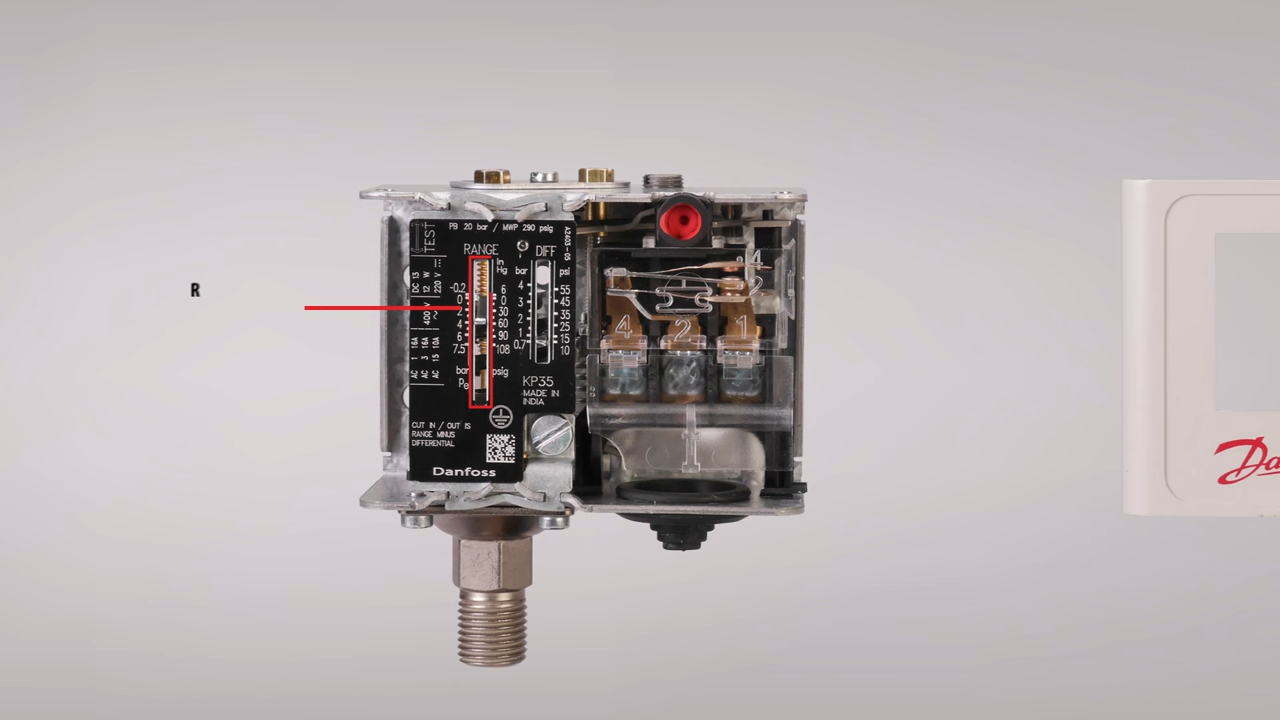 R
PB 20 bar / MWP 290 psig
A2403-05
TEST
RANGE
DIFF
in
Hg
bar
psi
DC 13
12 W
220 V
400 V
AC 1 16A
AC 3 16A
AC 15 10A
-0.2
0
2
4
6
7.5
6
0
30
60
90
108
4
3
2
1
0.7
55
45
35
25
15
10
bar
psig
Pe
KP35
MADE IN
INDIA
CUT IN / OUT IS
RANGE MINUS
DIFFERENTIAL
Danfoss
4
2
4
2
1
Da